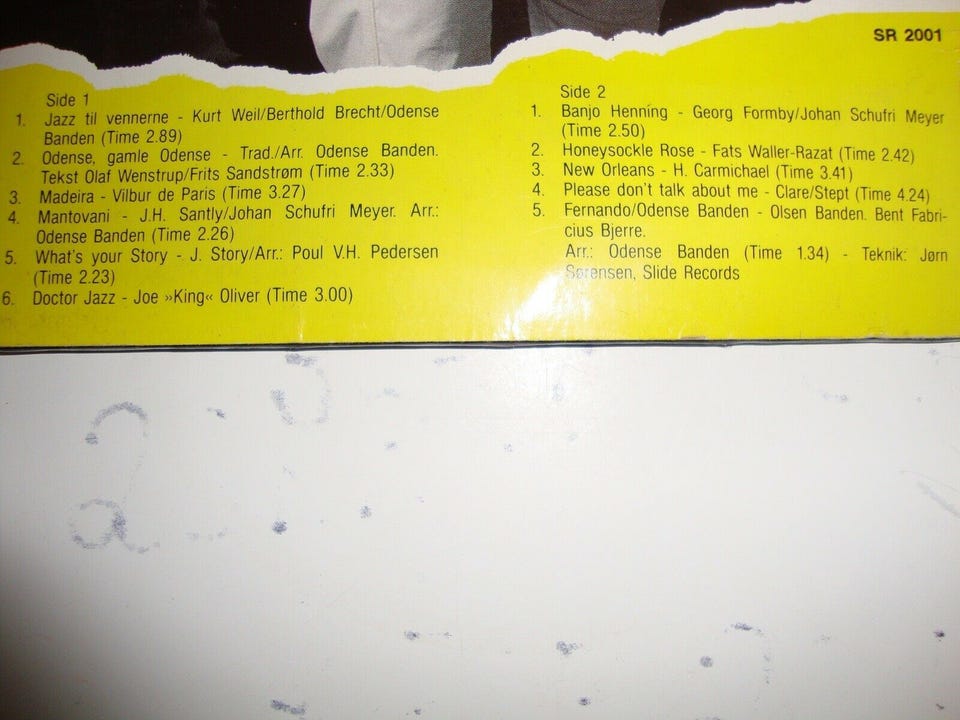 SR 2001
Side 1
1. Jazz til vennerne - Kurt Weil/Berthold Brecht/Odense
Banden (Time 2.89)
2. Odense, gamle Odense - Trad./Arr. Odense Banden.
Tekst Olaf Wenstrup/Frits Sandstrøm (Time 2.33)
3. Madeira - Vilbur de Paris (Time 3.27)
4. Mantovani - J.H. Santly/Johan Schufri Meyer. Arr.:
Odense Banden (Time 2.26)
5. What's your Story - J. Story/Arr.: Poul V.H. Pedersen
(Time 2.23)
6. Doctor Jazz - Joe »King« Oliver (Time 3.00)
Side 2
1. Banjo Henning - Georg Formby/Johan Schufri Meyer
(Time 2.50)
2. Honeysockle Rose - Fats Waller-Razat (Time 2.42)
3. New Orleans - H. Carmichael (Time 3.41)
4. Please don't talk about me - Clare/Stept (Time 4.24)
5. Fernando/Odense Banden - Olsen Banden. Bent Fabri-
cius Bjerre.
Arr.: Odense Banden (Time 1.34) - Teknik: Jørn
Sørensen, Slide Records